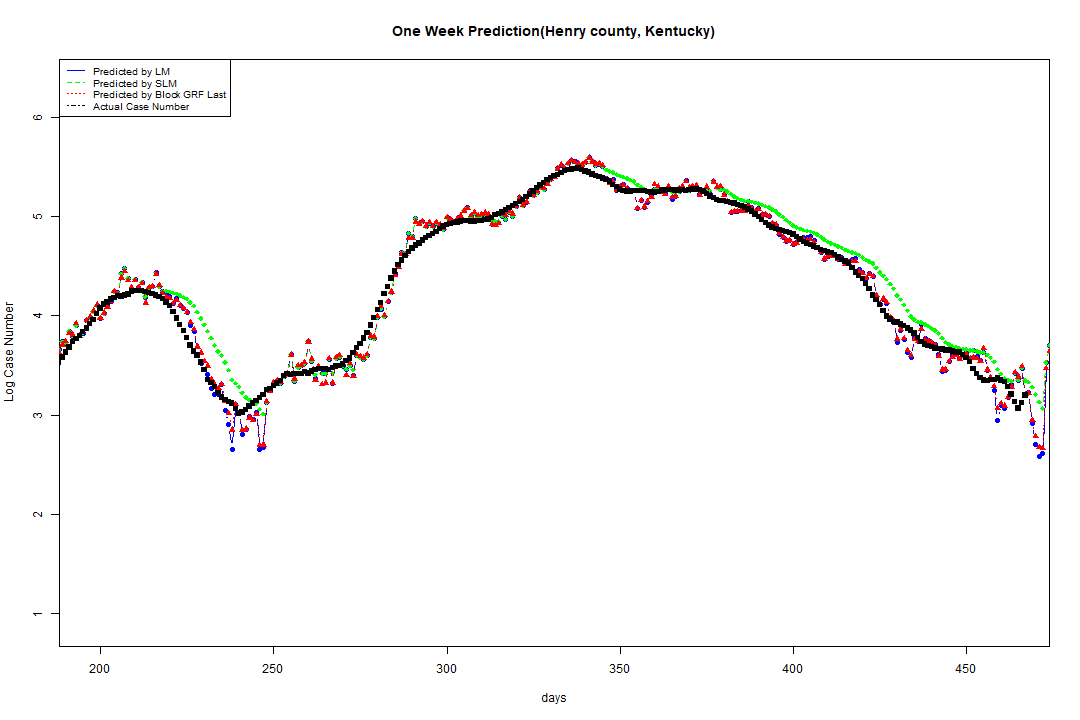 One Week Prediction(Henry county, Kentucky)
Predicted by LM
Predicted by SLM
Predicted by Block GRF Last
Actual Case Number
Log Case Number
6
5
4
3
2
1
200 250 300 350 400 450
days